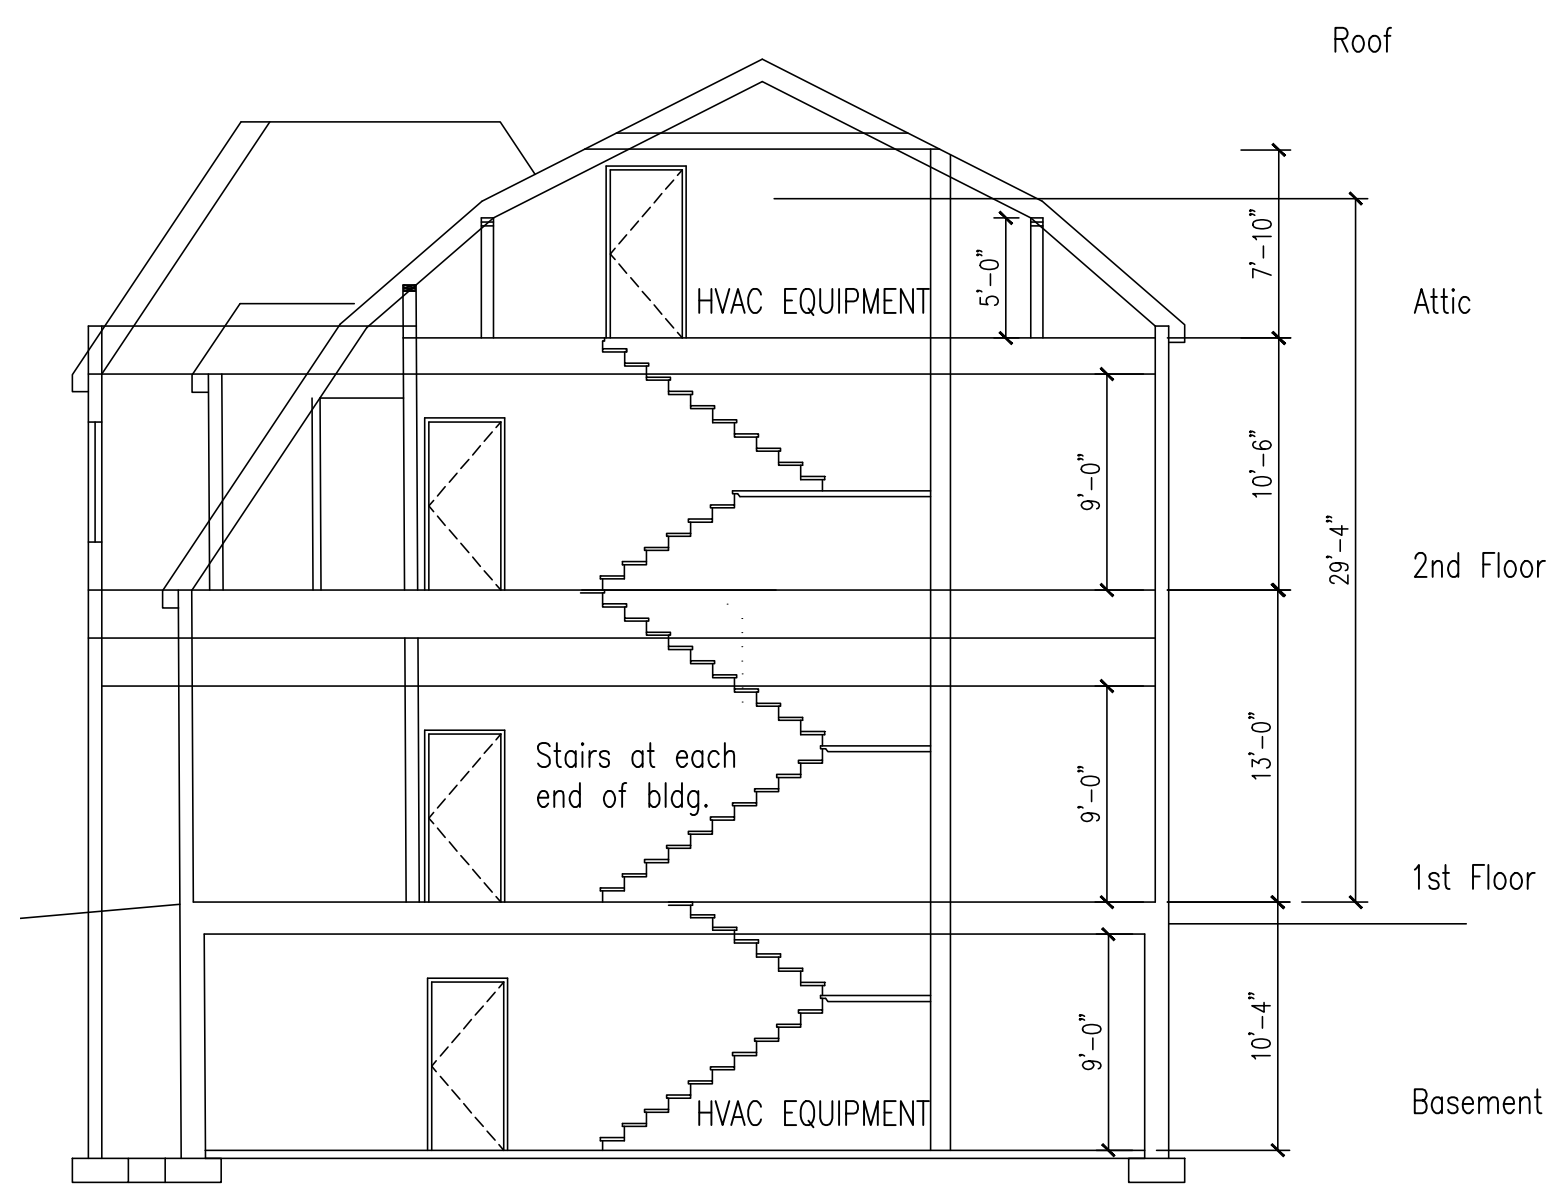 Roof
7'-10"
5'-0"
HVAC EQUIPMENT
Attic
9'-0"
10'-6"
29'-4"
2nd Floor
Stairs at each
end of bldg.
9'-0"
13'-0"
1st Floor
9'-0"
10'-4"
HVAC EQUIPMENT
Basement